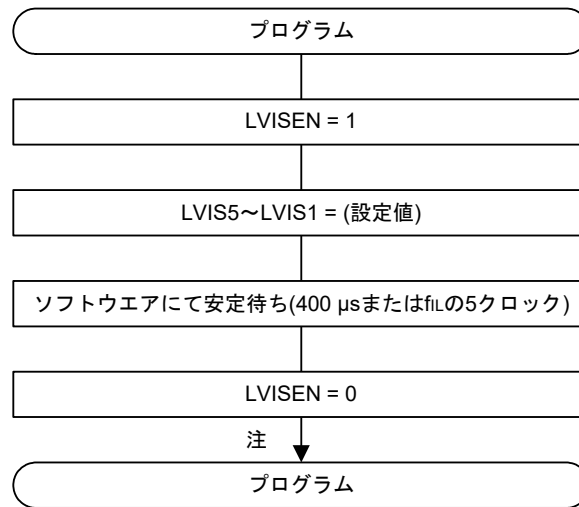 プログラム
LVISEN = 1
LVIS5～LVIS1 = (設定値)
ソフトウエアにて安定待ち(400 μsまたはfILの5クロック)
LVISEN = 0
注
プログラム